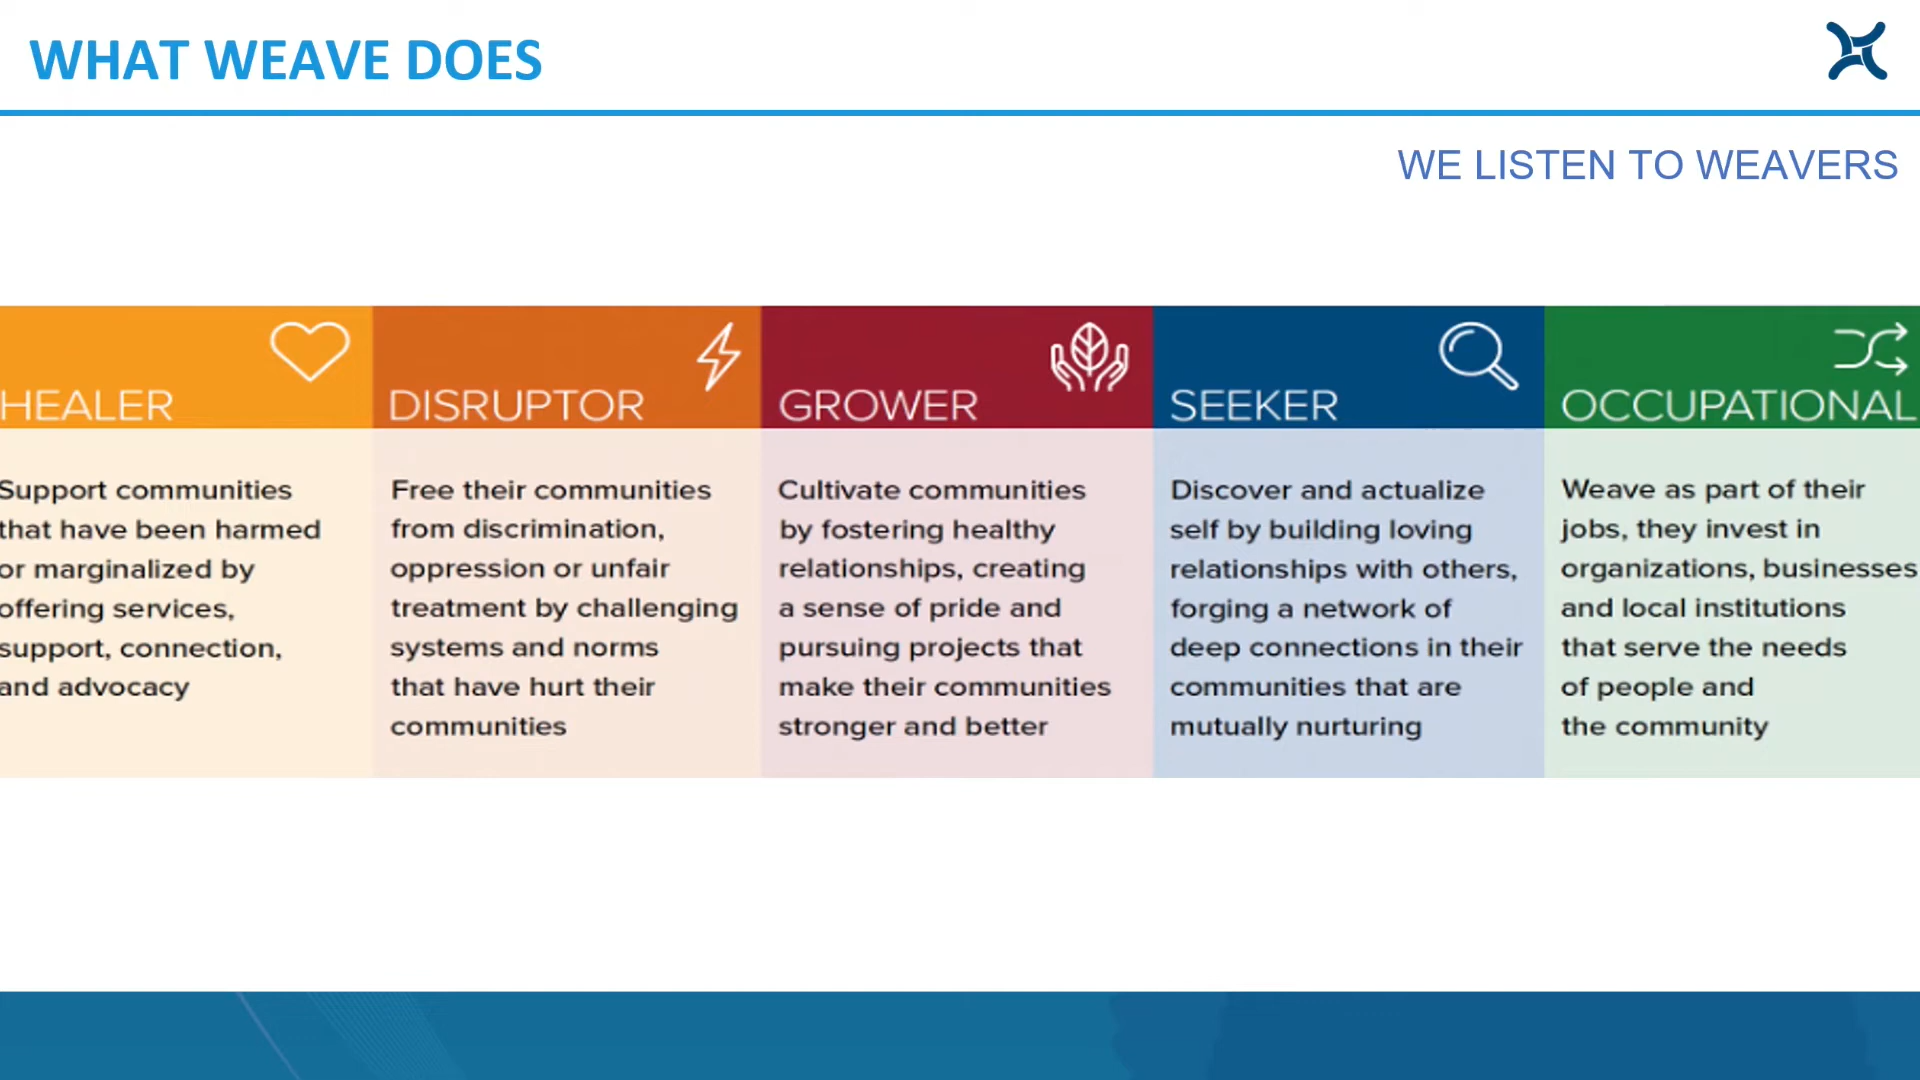 WHAT WEAVE DOES
WE LISTEN TO WEAVERS
HEALER
Support communities
that have been harmed
or marginalized by
offering services,
support, connection,
and advocacy
DISRUPTOR
Free their communities
from discrimination,
oppression or unfair
treatment by challenging
systems and norms
that have hurt their
communities
GROWER
Cultivate communities
by fostering healthy
relationships, creating
a sense of pride and
pursuing projects that
make their communities
stronger and better
SEEKER
Discover and actualize
self by building loving
relationships with others,
forging a network of
deep connections in their
communities that are
mutually nurturing
OCCUPATIONAL
Weave as part of their
jobs, they invest in
organizations, businesses
and local institutions
that serve the needs
of people and
the community